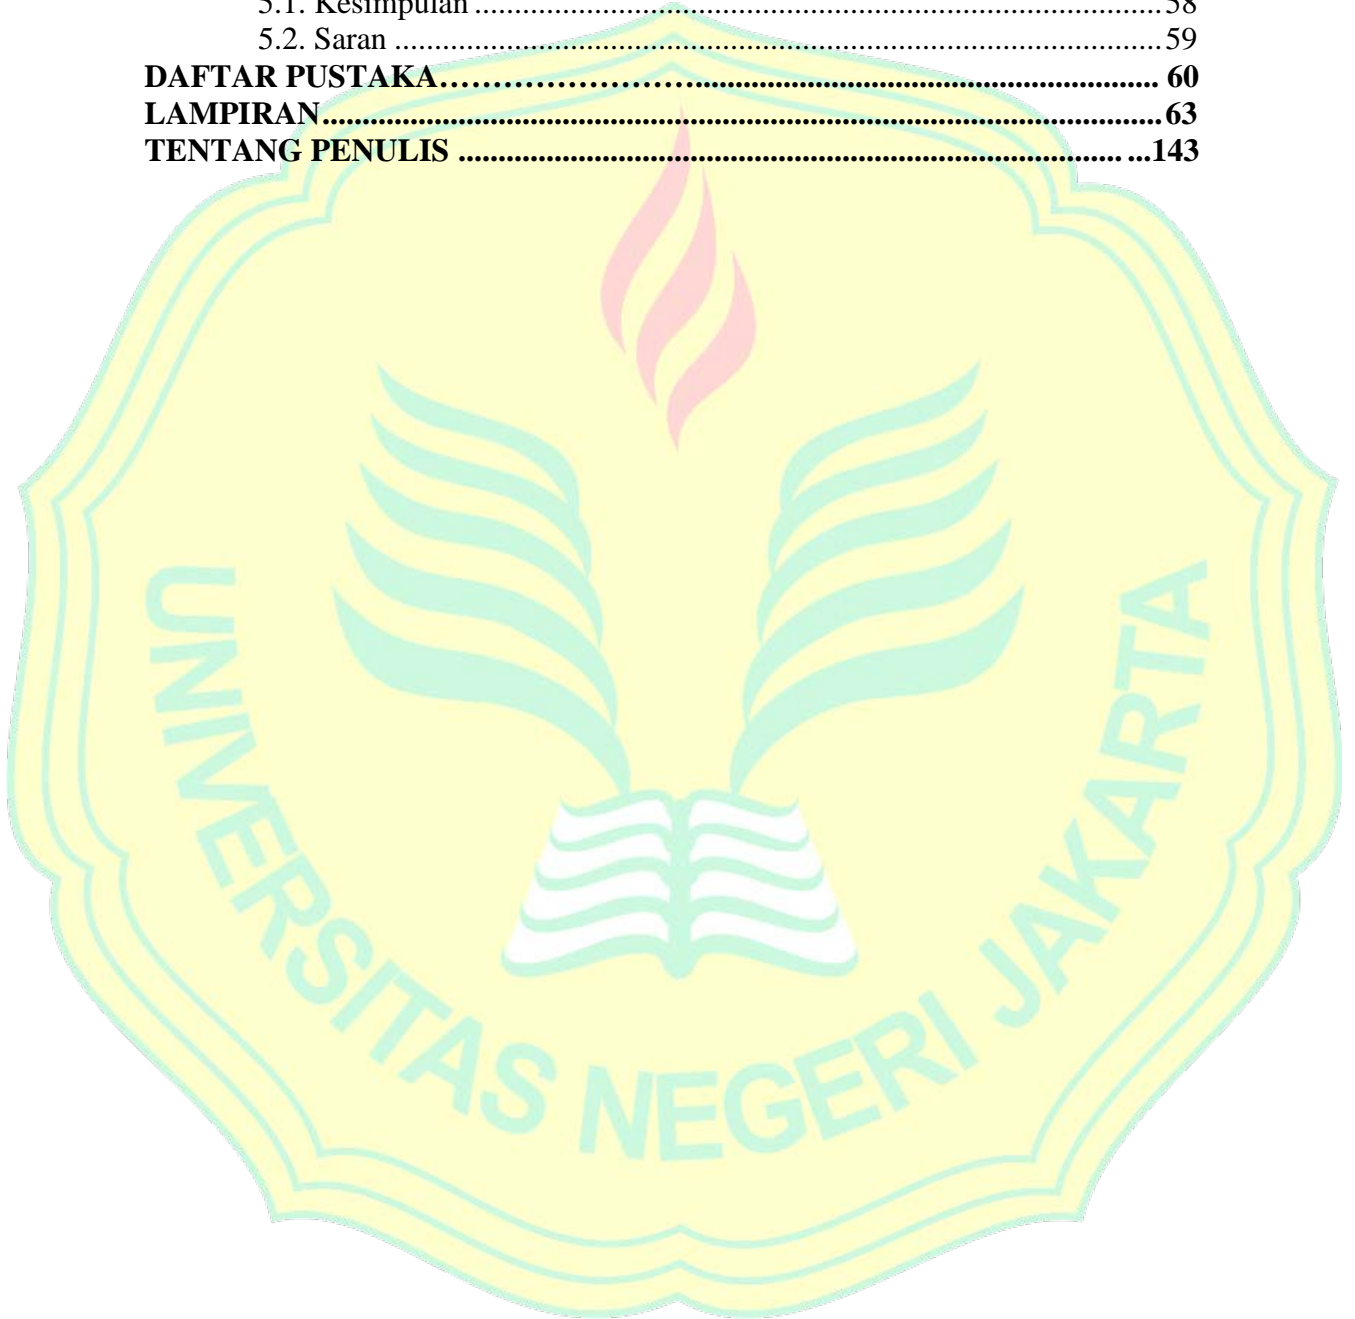 5.1. Kesimpulan ..........................................................................................58
5.2. Saran ....................................................................................................59
DAFTAR PUSTAKA……………………….......................................................... 60
LAMPIRAN..........................................................................................................63
TENTANG PENULIS .................................................................................... ...143
UNIVERSITAS NEGERI JAKARTA